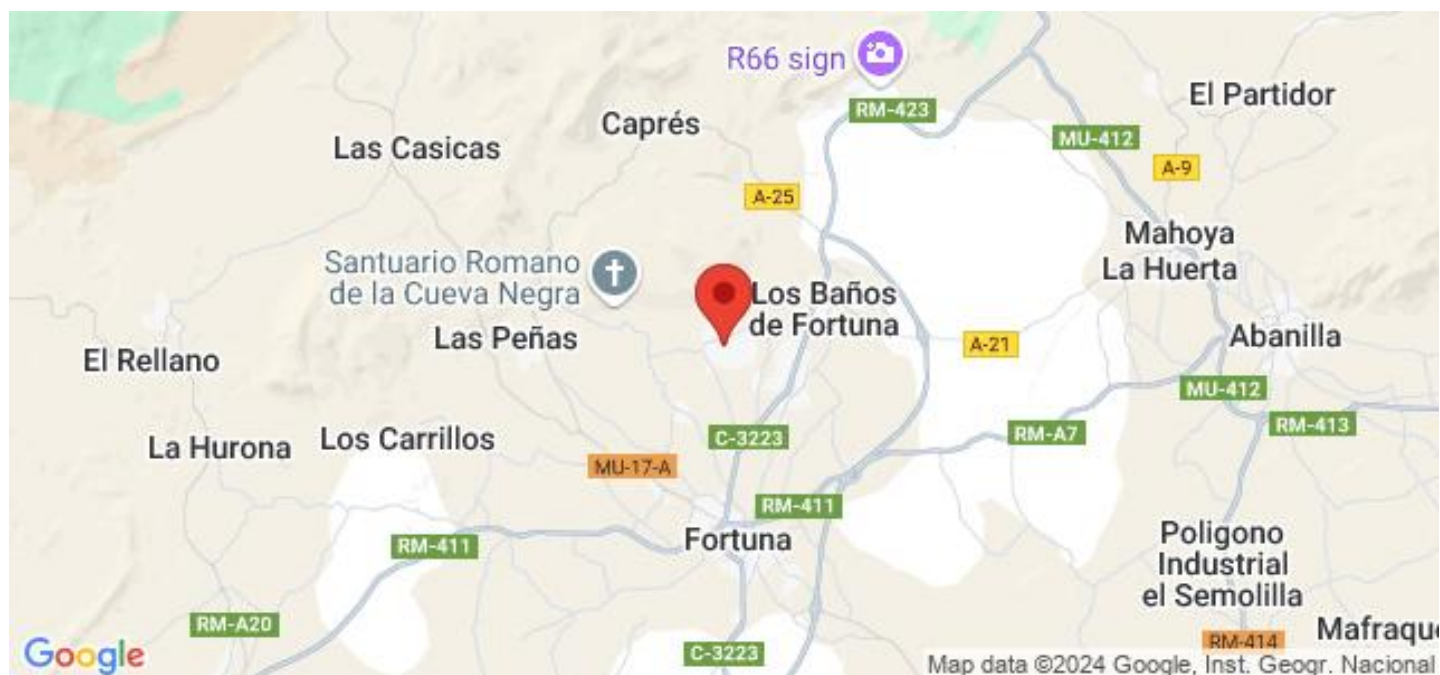 R66 sign
RM-423
El Partidor
Caprés
MU-412
Las Casicas
A-9
A-25
Mahoya
Santuario Romano
de la Cueva Negra
La Huerta
Los Baños
de Fortuna
Las Peñas
A-21
Abanilla
El Rellano
MU-412
C-3223
RM-A7
RM-413
La Hurona
Los Carrillos
MU-17-A
RM-411
Fortuna
RM-411
Poligono
Industrial
el Semolilla
RM-A20
Mafraque
RM-414
Google
C-3223
Map data ©2024 Google, Inst. Geogr. Nacional